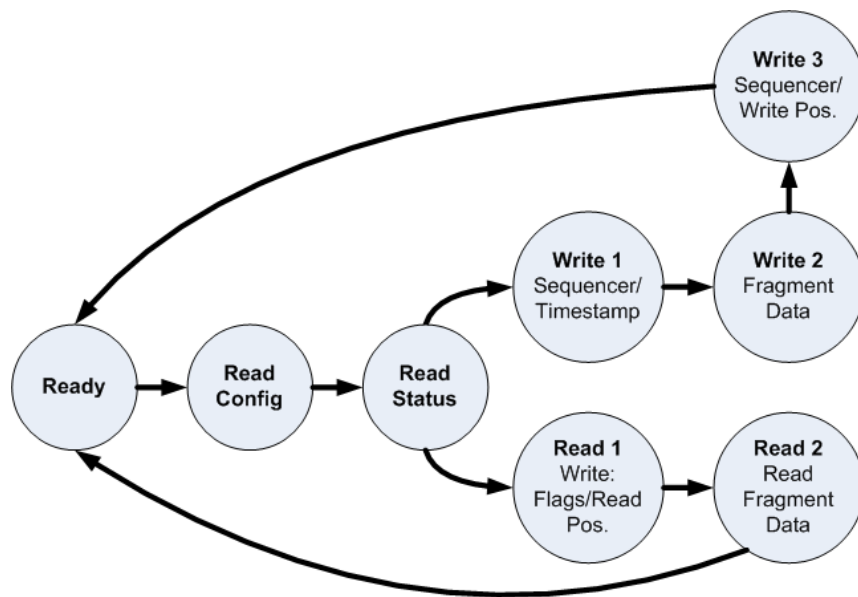 Write 3
Sequencer/
Write Pos.
Write 1
Sequencer/
Timestamp
Write 2
Fragment
Data
Ready
Read
Config
Read
Status
Read 1
Write:
Flags/Read
Pos.
Read 2
Read
Fragment
Data